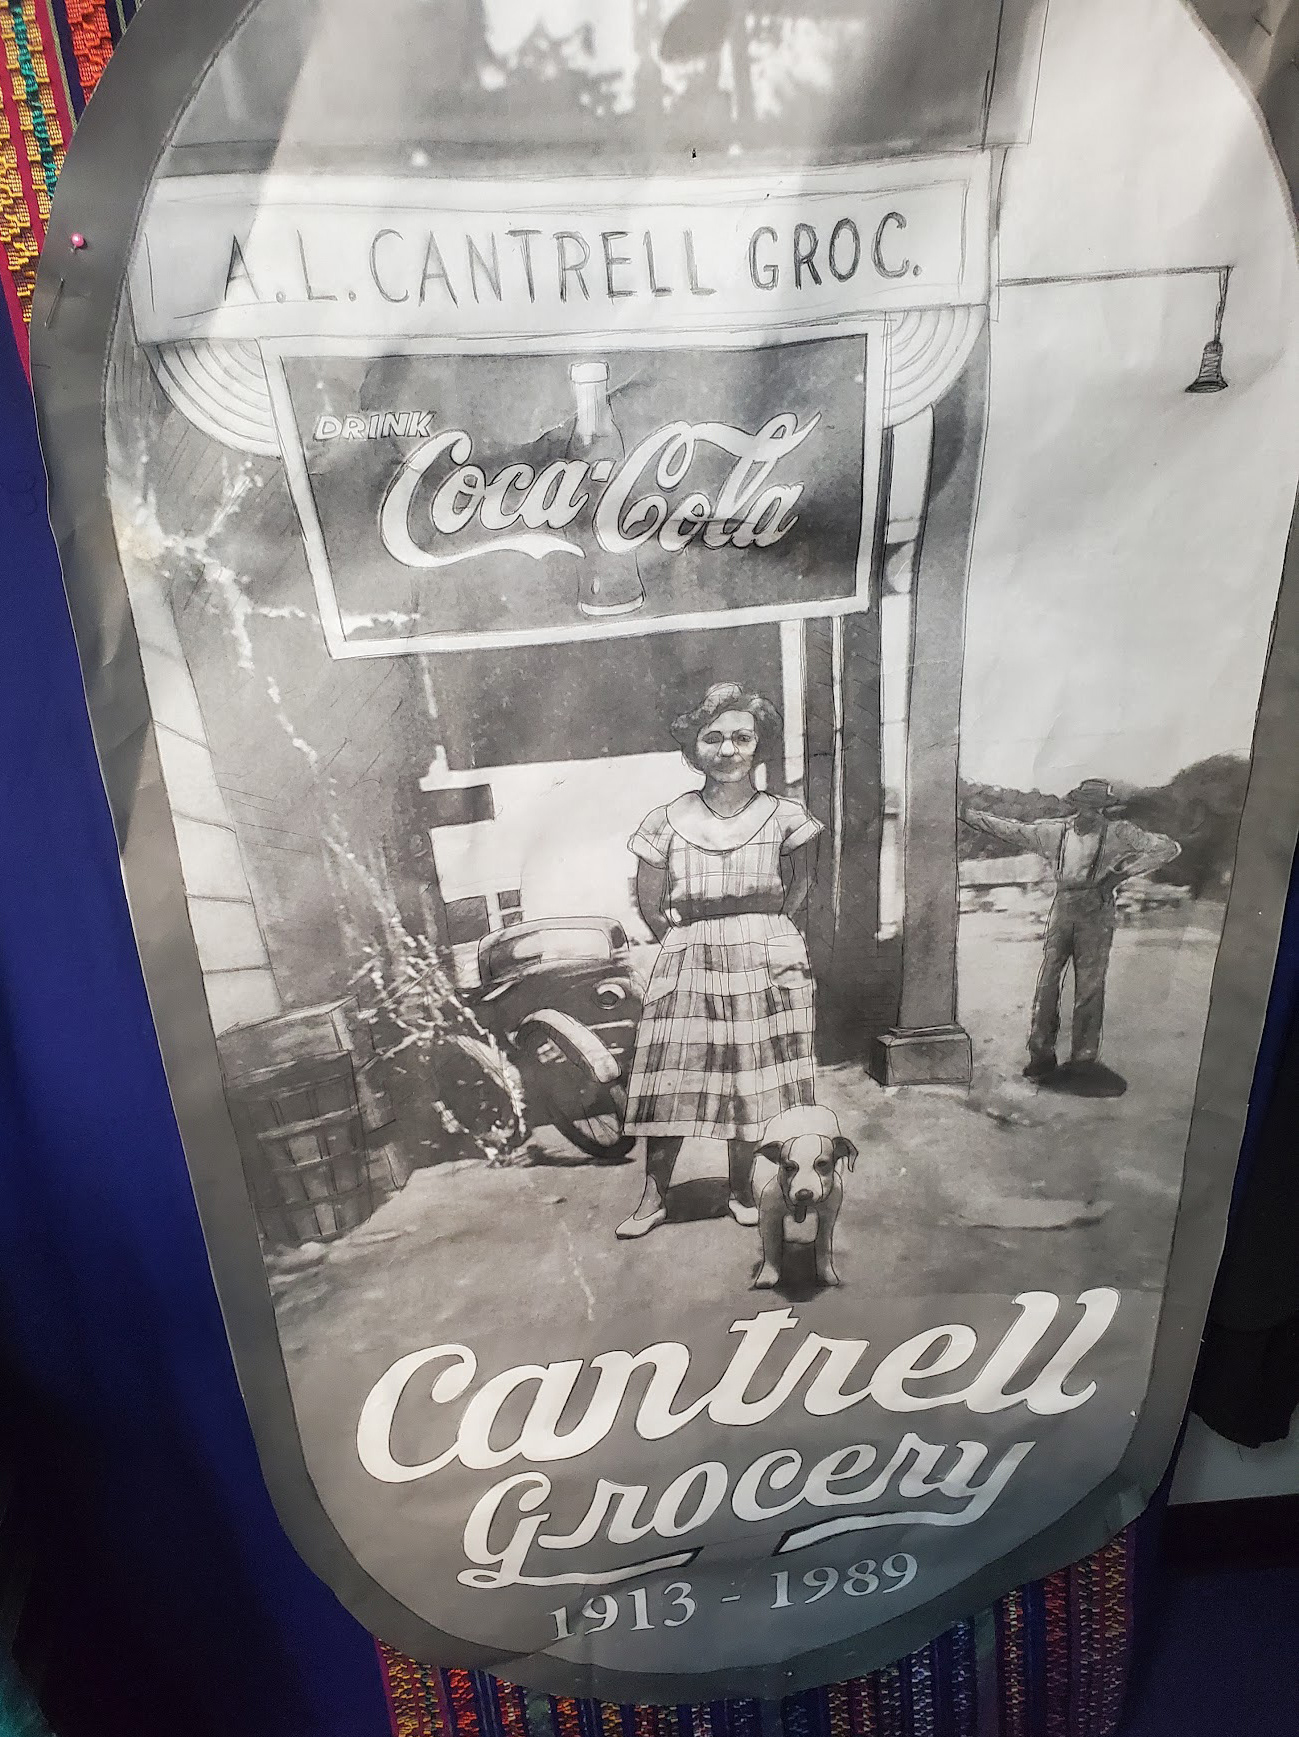 A.L. CANTRELL GROC.
DRINK
Coca-Cola
Cantrell
Grocery
1913 - 1989